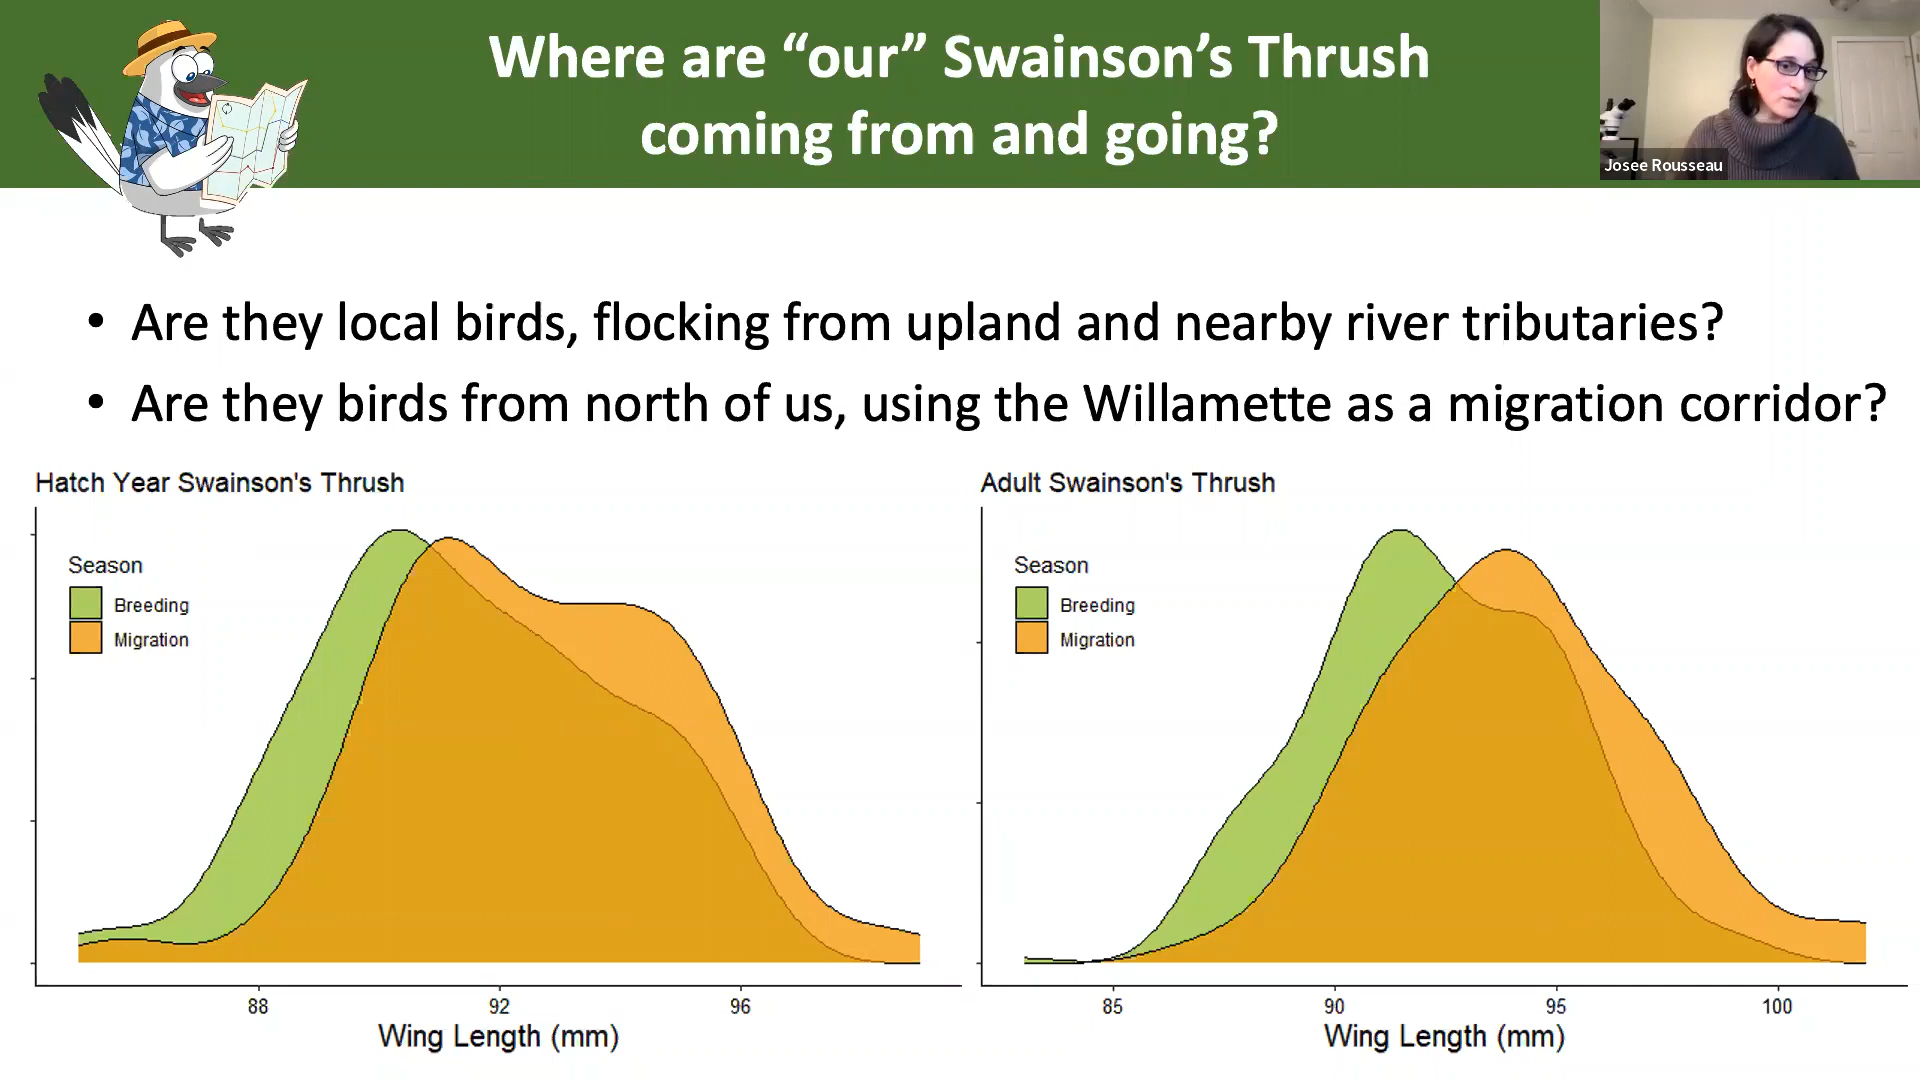 Where are “our” Swainson’s Thrush
coming from and going?
Josee Rousseau
• Are they local birds, flocking from upland and nearby river tributaries?
• Are they birds from north of us, using the Willamette as a migration corridor?
Hatch Year Swainson's Thrush
Season
Breeding
Migration
88 92 96
Wing Length (mm)
Adult Swainson's Thrush
Season
Breeding
Migration
85 90 95 100
Wing Length (mm)